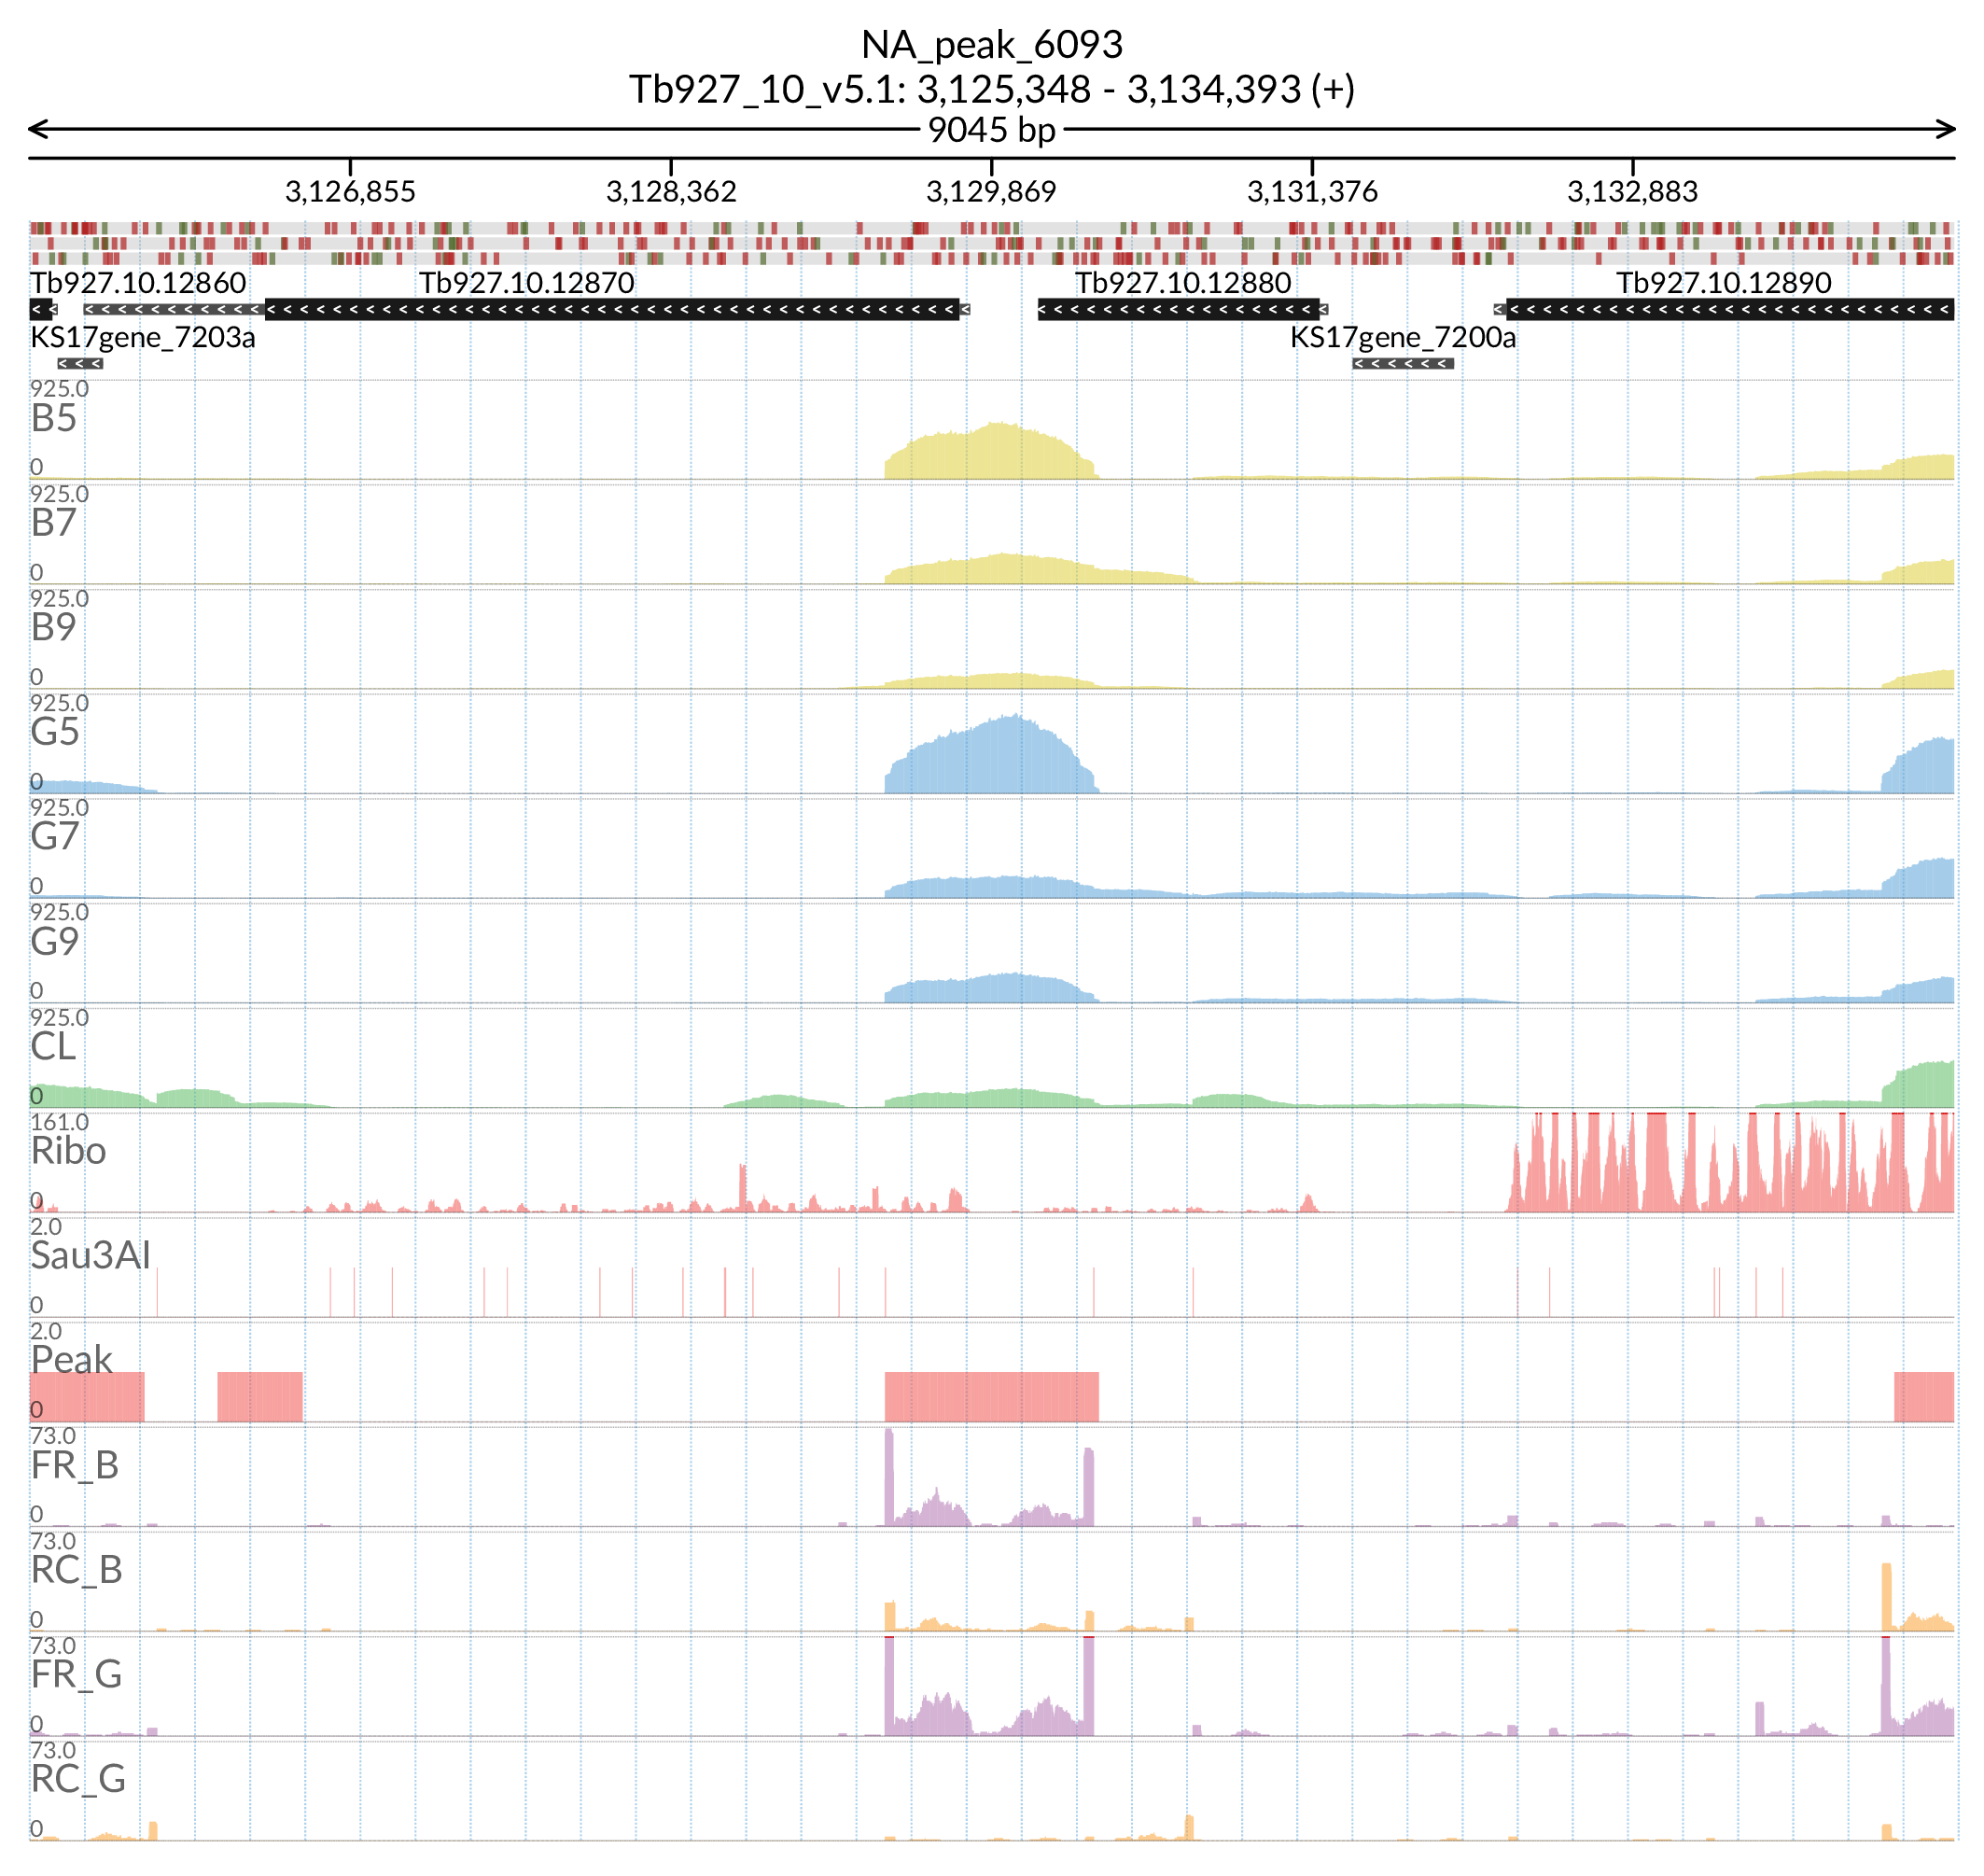 NA_peak_6093
Tb927_10_v5.1: 3,125,348 - 3,134,393 (+)
9045 bp
3,126,855 3,128,362 3,129,869 3,131,376 3,132,883
Tb927.10.12860 Tb927.10.12870 Tb927.10.12880 Tb927.10.12890
KS17gene_7203a KS17gene_7200a
925.0
B5
0
925.0
B7
0
925.0
B9
0
925.0
G5
0
925.0
G7
0
925.0
G9
0
925.0
CL
0
161.0
Ribo
0
2.0
Sau3AI
0
2.0
Peak
0
73.0
FR_B
0
73.0
RC_B
0
73.0
FR_G
0
73.0
RC_G
0